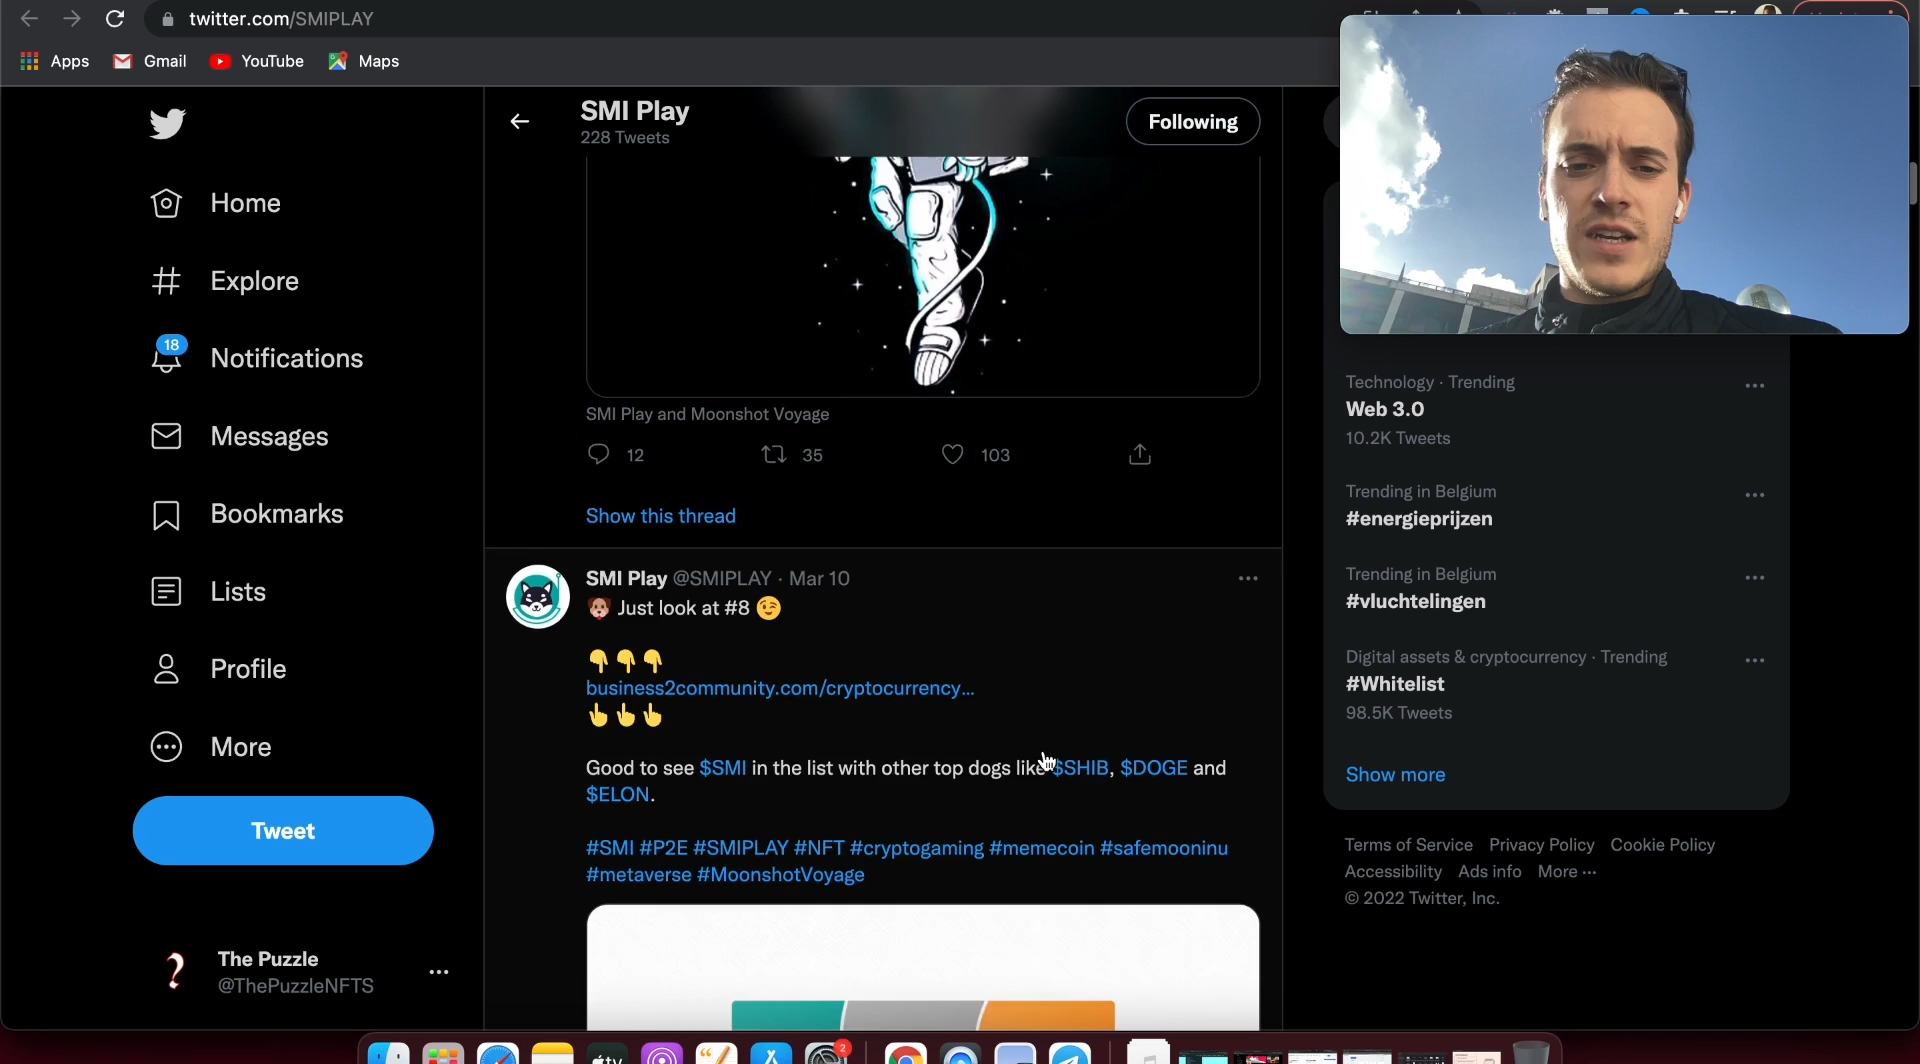 twitter.com/SMIPLAY
Apps
Gmail
YouTube
Maps
SMI Play
228 Tweets
Following
Home
Explore
18
Notifications
Messages
Bookmarks
Lists
Profile
More
Tweet
The Puzzle
@ThePuzzleNFTS
SMI Play and Moonshot Voyage
12
35
103
Show this thread
SMI Play @SMIPLAY · Mar 10
Just look at #8
business2community.com/cryptocurrency...
Good to see $SMI in the list with other top dogs like $SHIB, $DOGE and
$ELON.
#SMI #P2E #SMIPLAY #NFT #cryptogaming #memecoin #safemooninu
#metaverse #MoonshotVoyage
Technology · Trending
Web 3.0
10.2K Tweets
Trending in Belgium
#energieprijzen
Trending in Belgium
#vluchtelingen
Digital assets & cryptocurrency · Trending
#Whitelist
98.5K Tweets
Show more
Terms of Service Privacy Policy Cookie Policy
Accessibility Ads info More ···
© 2022 Twitter, Inc.
tv
2